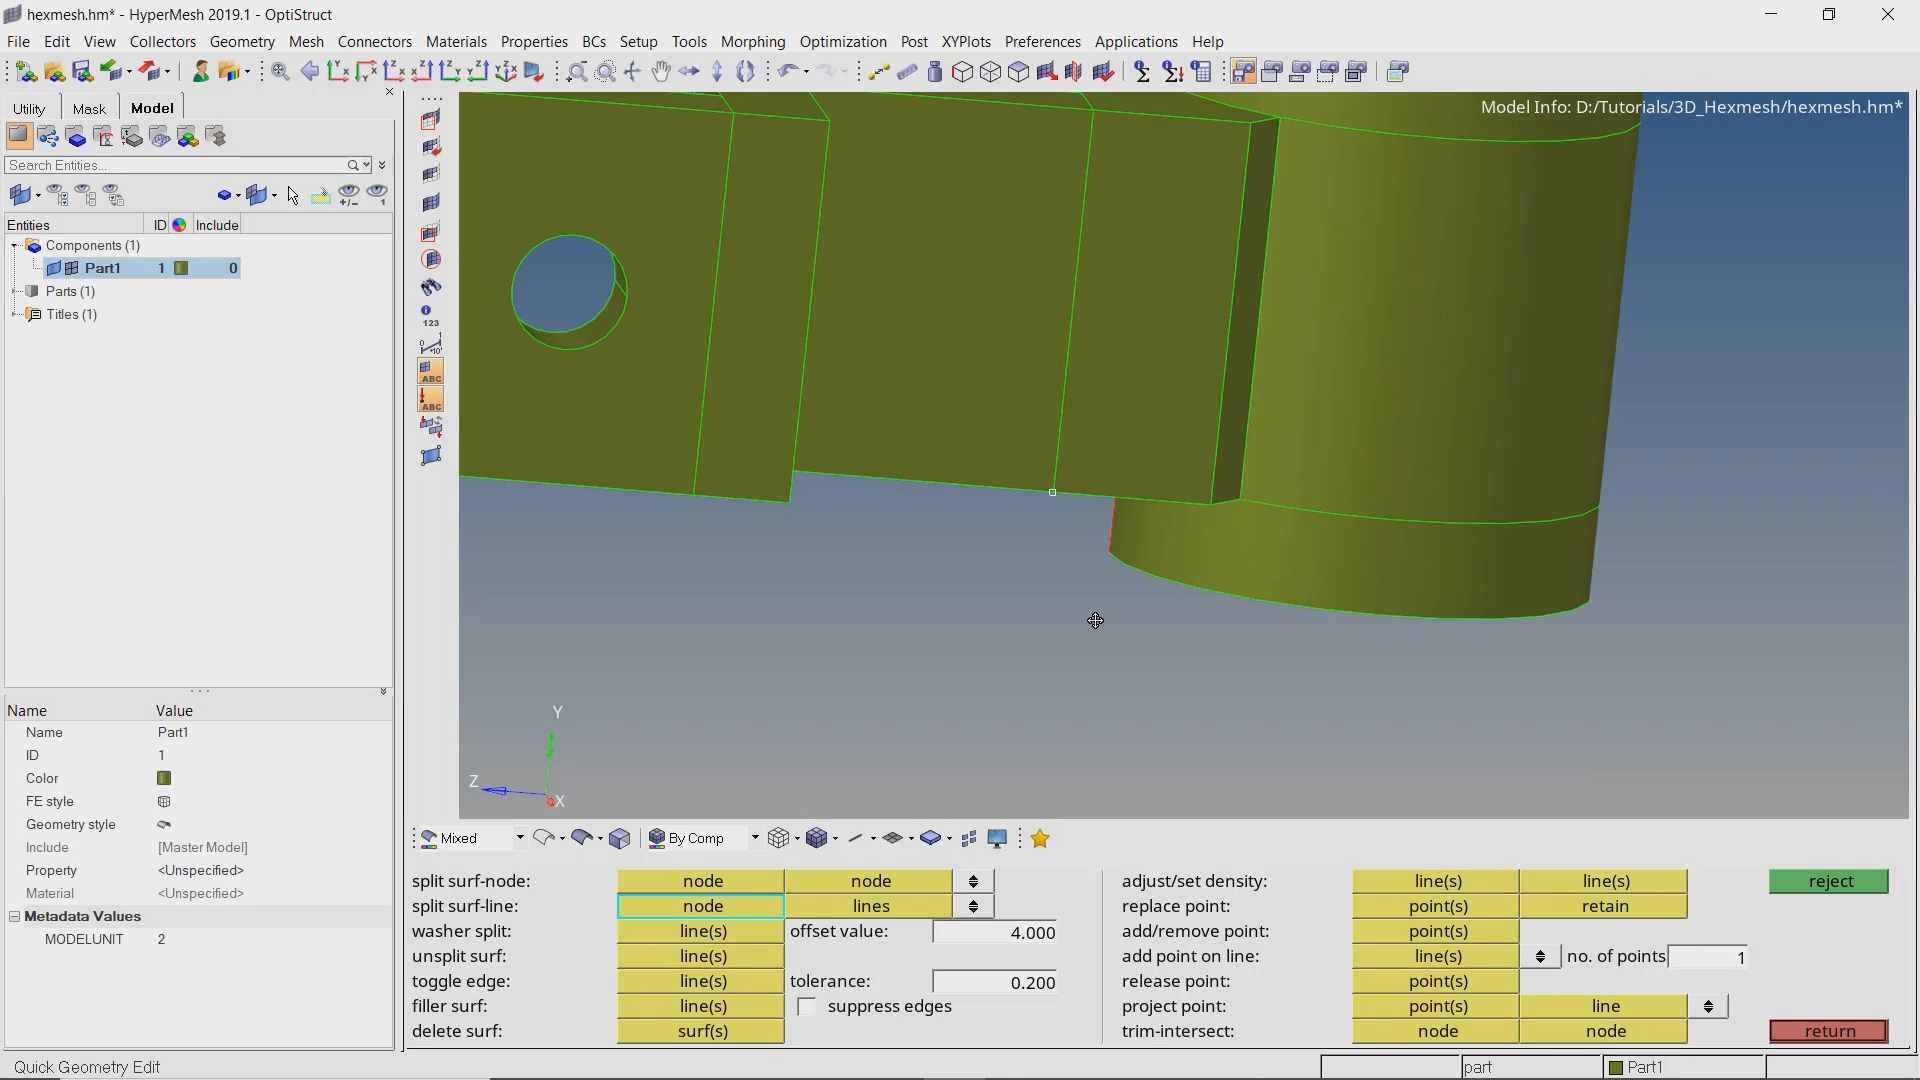 hexmesh.hm* - HyperMesh 2019.1 - OptiStruct
File Edit View Collectors Geometry Mesh Connectors Materials Properties BCs Setup Tools Morphing Optimization Post XYPlots Preferences Applications Help
Utility Mask Model
Search Entities...
Entities ID Include
Components (1)
Part1 1 0
Parts (1)
Titles (1)
Name Value
Name Part1
ID 1
Color
FE style
Geometry style
Include [Master Model]
Property <Unspecified>
Material <Unspecified>
Metadata Values
MODELUNIT 2
123
ABC
ABC
Model Info: D:/Tutorials/3D_Hexmesh/hexmesh.hm*
Y
Z
X
Mixed By Comp
split surf-node: node node
split surf-line: node lines
washer split: line(s) offset value: 4.000
unsplit surf: line(s)
toggle edge: line(s) tolerance: 0.200
filler surf: line(s) suppress edges
delete surf: surf(s)
adjust/set density: line(s) line(s) reject
replace point: point(s) retain
add/remove point: point(s)
add point on line: line(s) no. of points 1
release point: point(s)
project point: point(s) line
trim-intersect: node node return
Quick Geometry Edit part Part1